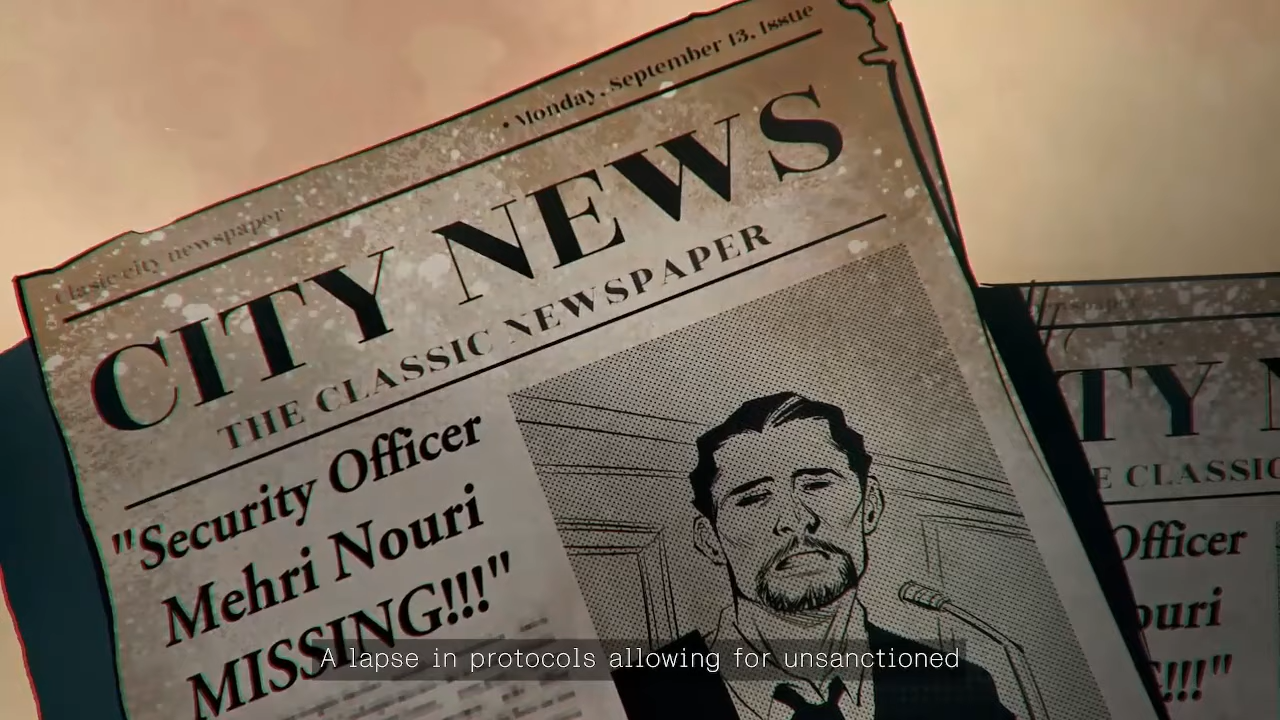 • Monday, September 13, Issue
Classic city newspaper
CITY NEWS
THE CLASSIC NEWSPAPER
"Security Officer
Mehri Nouri
MISSING!!!"
TY N
E CLASSIC
Officer
ouri
G!!!"
A lapse in protocols allowing for unsanctioned